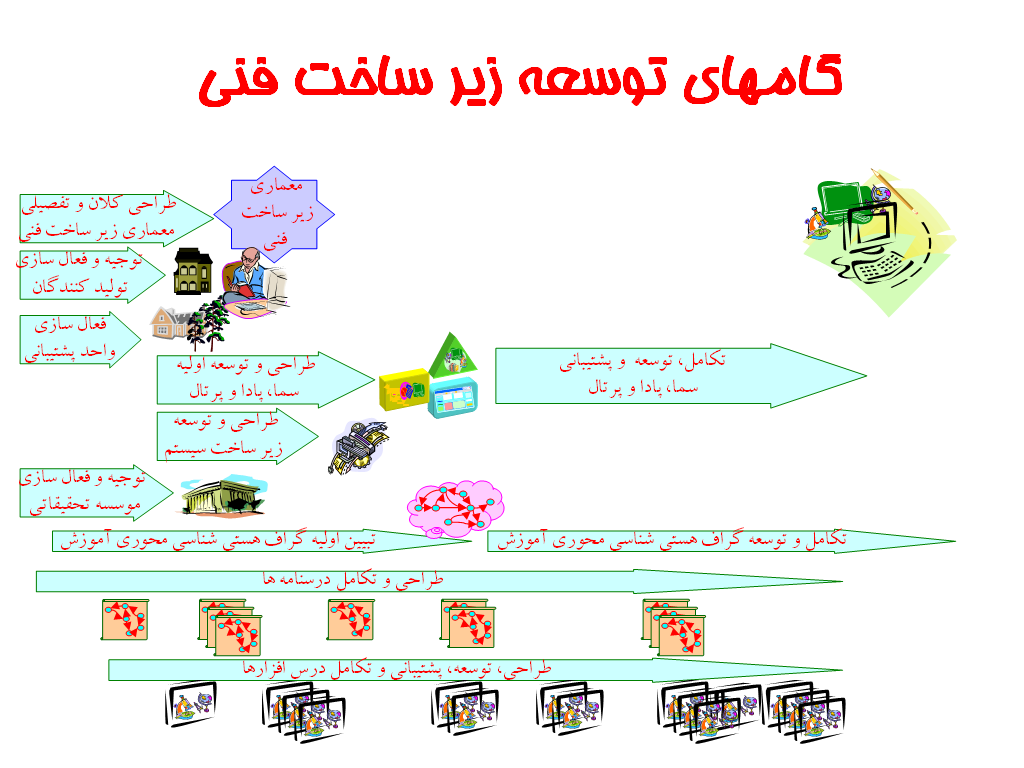 گامهای توسعه زیر ساخت فنی
طراحی کلان و تفصیلی
معماری زیر ساخت فنی
معماری
زیر ساخت
فنی
توجیه و فعال سازی
تولید کنندگان
فعال سازی
واحد پشتیبانی
طراحی و توسعه اولیه
سما، پادا و پرتال
تکامل، توسعه و پشتیبانی
سما، پادا و پرتال
طراحی و توسعه
زیر ساخت سیستم
توجیه و فعال سازی
موسسه تحقیقاتی
تبیین اولیه گراف هستی شناسی محوری آموزش
تکامل و توسعه گراف هستی شناسی محوری آموزش
طراحی و تکامل درسنامه ها
طراحی، توسعه، پشتیبانی و تکامل درس افزارها